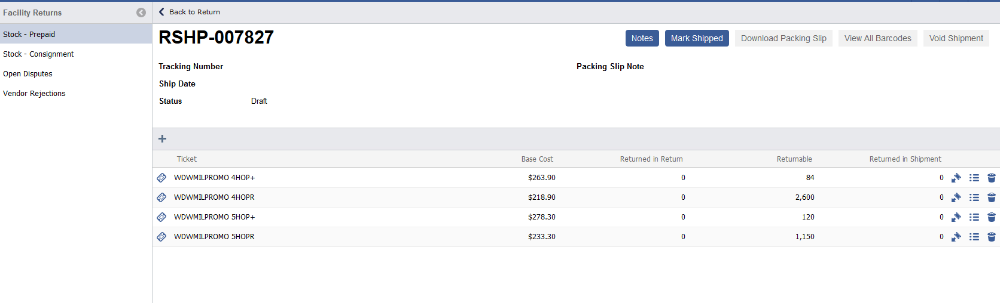 Facility Returns
Back to Return
Stock - Prepaid
Stock - Consignment
Open Disputes
Vendor Rejections
RSHP-007827
Notes Mark Shipped Download Packing Slip View All Barcodes Void Shipment
Tracking Number Packing Slip Note
Ship Date
Status Draft
Ticket Base Cost Returned in Return Returnable Returned in Shipment
WDWMILPROMO 4HOP+ $263.90 0 84 0
WDWMILPROMO 4HOPR $218.90 0 2,600 0
WDWMILPROMO 5HOP+ $278.30 0 120 0
WDWMILPROMO 5HOPR $233.30 0 1,150 0